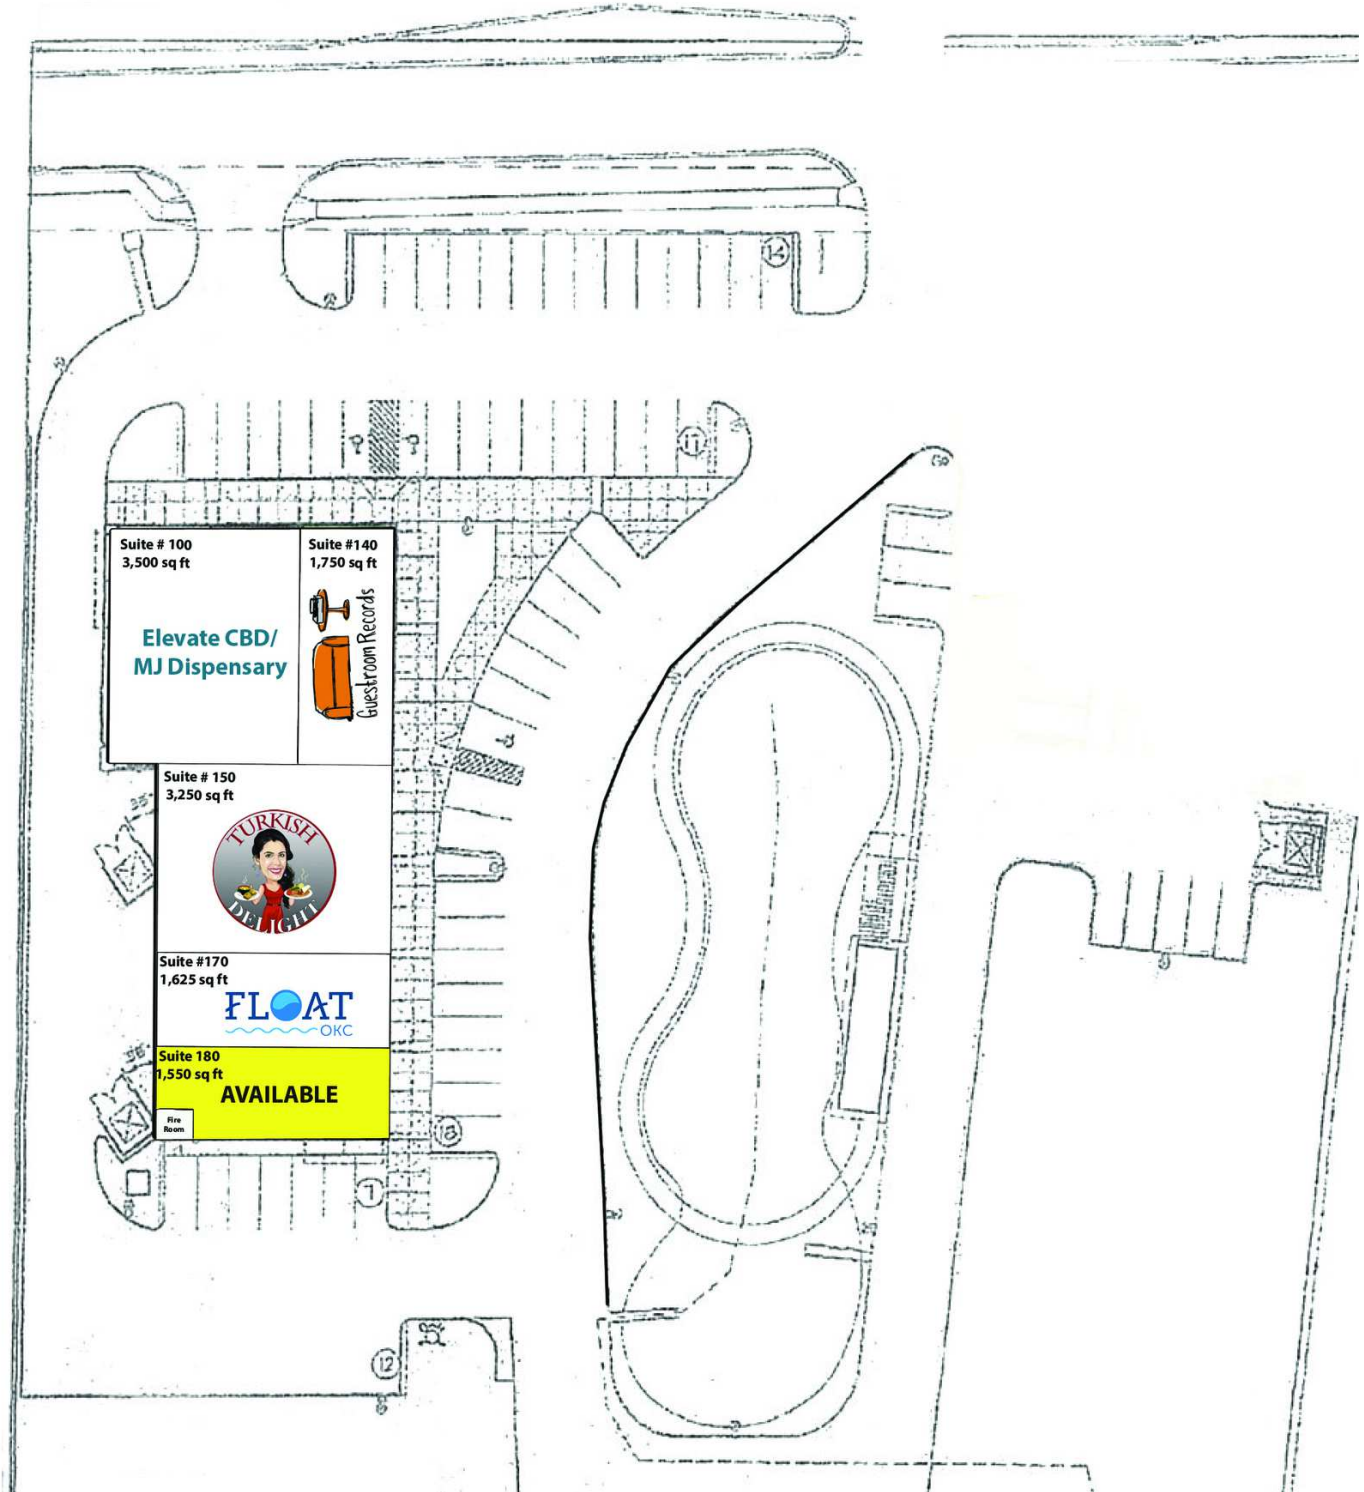 14
17
Suite # 100
3,500 sq ft
Elevate CBD/
MJ Dispensary
Suite #140
1,750 sq ft
Guestroom Records
Suite # 150
3,250 sq ft
TURKISH
DELIGHT
Suite #170
1,625 sq ft
FLOAT
OKC
Suite 180
1,550 sq ft
AVAILABLE
Fire
Room
18
7
12